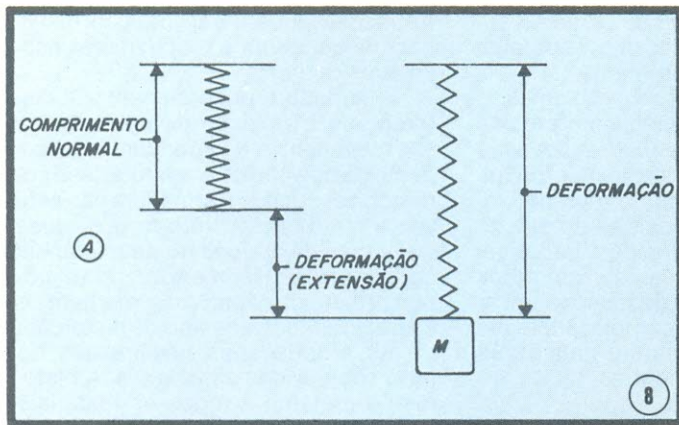 COMPRIMENTO
NORMAL
A
DEFORMAÇÃO
(EXTENSÃO)
DEFORMAÇÃO
M
8